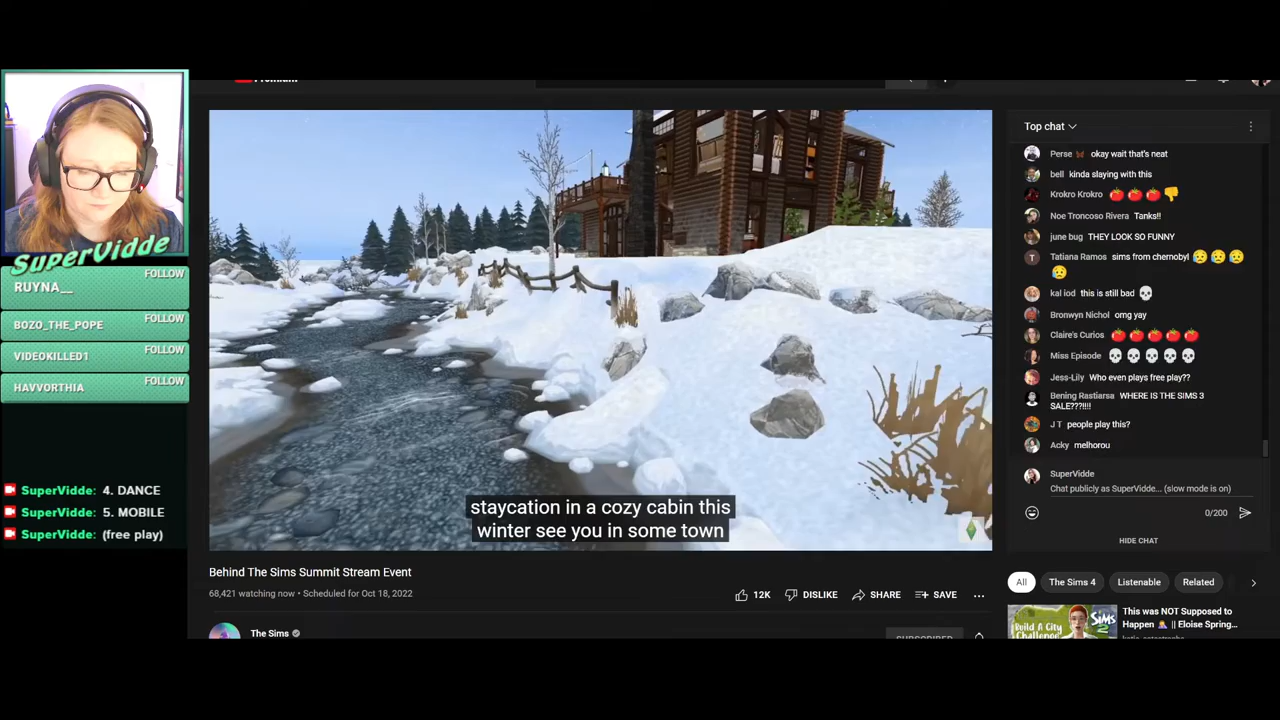 Premium
SuperVidde
FOLLOW
RUYNA__
FOLLOW
BOZO_THE_POPE
FOLLOW
VIDEOKILLED1
FOLLOW
HAVVORTHIA
SuperVidde: 4. DANCE
SuperVidde: 5. MOBILE
SuperVidde: (free play)
staycation in a cozy cabin this
winter see you in some town
Behind The Sims Summit Stream Event
68,421 watching now • Scheduled for Oct 18, 2022
12K DISLIKE SHARE SAVE
The Sims
SUBSCRIBED
Top chat
Perse okay wait that's neat
bell kinda slaying with this
Krokro Krokro 🍅🍅🍅👎
Noe Troncoso Rivera Tanks!!
june bug THEY LOOK SO FUNNY
Tatiana Ramos sims from chernobyl 😥😥😥
😥
kal iod this is still bad 💀
Bronwyn Nichol omg yay
Claire's Curios 🍅🍅🍅🍅🍅
Miss Episode 💀💀💀💀💀
Jess-Lily Who even plays free play??
Bening Rastiarsa WHERE IS THE SIMS 3
SALE???!!!!
J T people play this?
Acky melhorou
SuperVidde
Chat publicly as SuperVidde... (slow mode is on)
0/200
HIDE CHAT
All The Sims 4 Listenable Related
Build A City
Challenge
SIMS 2
This was NOT Supposed to
Happen 🤦‍♀️ || Eloise Spring...